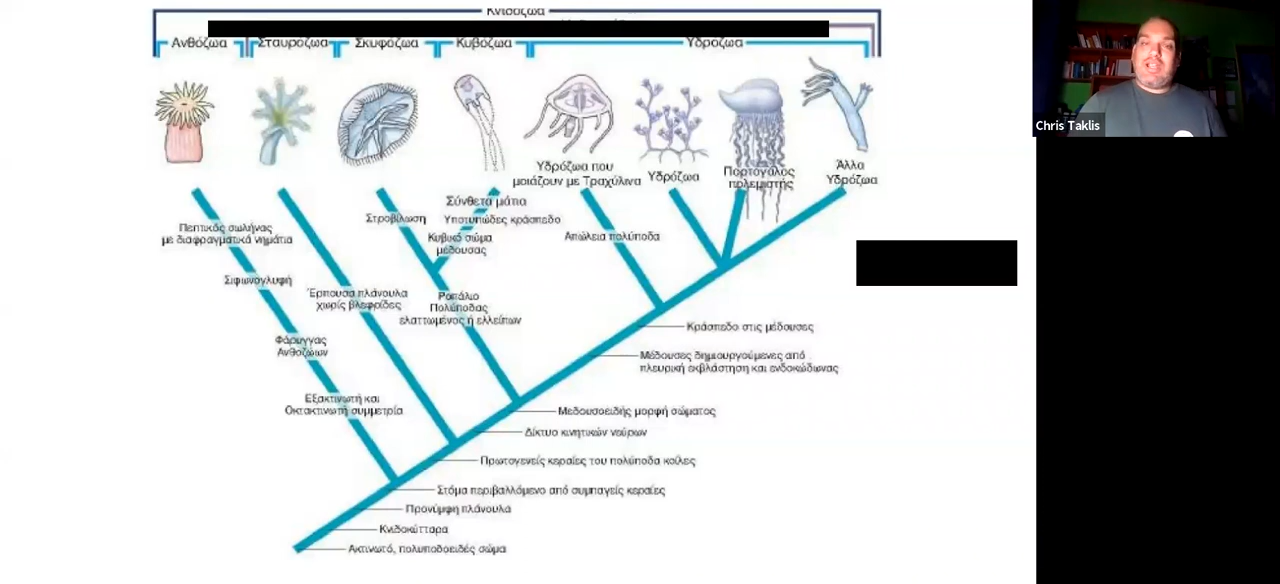 Κνιδόζωα
Ανθόζωα
Σταυρόζωα
Σκυφόζωα
Κυβόζωα
Υδρόζωα
Chris Taklis
Υδρόζωα που
μοιάζουν με Τραχύλινα
Υδρόζωα
Πορτογάλος
πολεμιστής
Άλλα
Υδρόζωα
Πεπτικός σωλήνας
με διαφραγματικά νημάτια
Σιφωνογλυφή
Φάρυγγας
Ανθοζώων
Εξακτινωτή και
Οκτακτινωτή συμμετρία
Έρπουσα πλάνουλα
χωρίς βλεφρίδες
Στροβίλωση
Σύνθετα μάτια
Υποτυπώδες κράσπεδο
Κυβικό σώμα
μέδουσας
Ροπάλιο
Πολύποδας
ελαττωμένος ή ελλείπων
Απώλεια πολύποδα
Κράσπεδο στις μέδουσες
Μέδουσες δημιουργούμενες από
πλευρική εκβλάστηση και ενδοκώδωνας
Μεδουσοειδής μορφή σώματος
Δίκτυο κινητικών νεύρων
Πρωτογενείς κεραίες του πολύποδα κοίλες
Στόμα περιβαλλόμενο από συμπαγείς κεραίες
Προνύμφη πλάνουλα
Κνιδοκύτταρα
Ακτινωτό, πολυποδοειδές σώμα